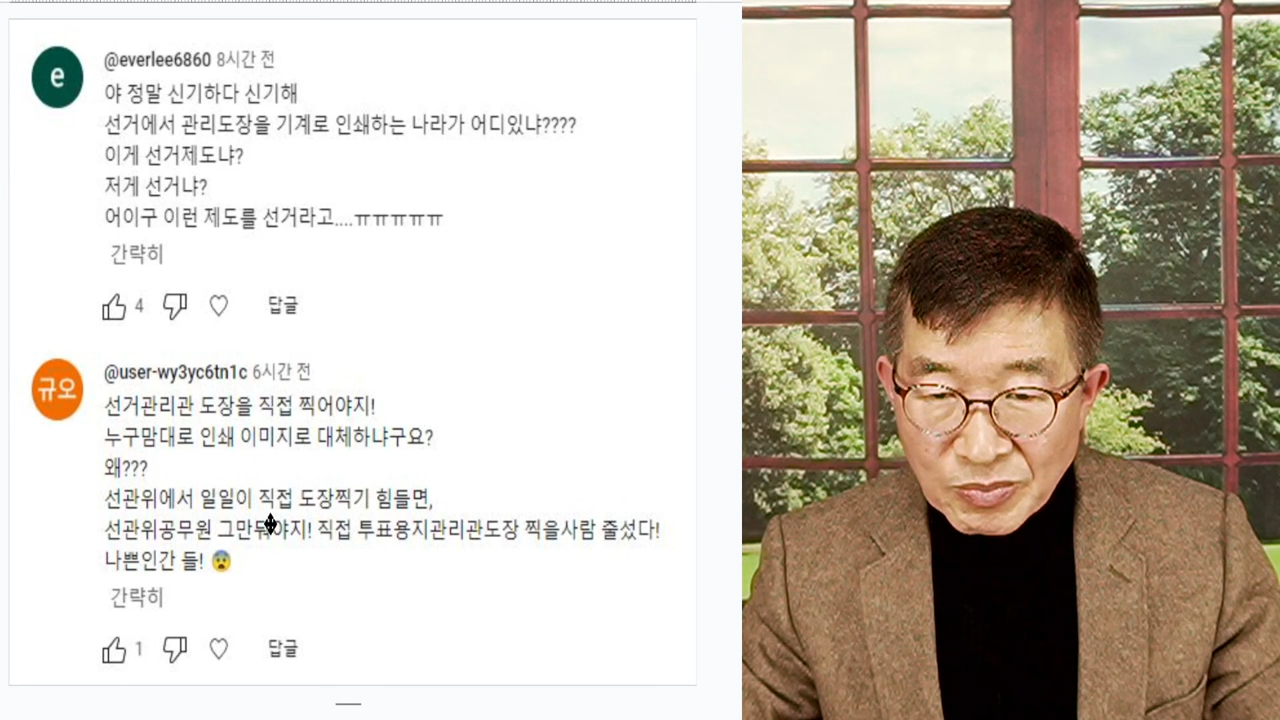 e
@everlee6860 8시간 전
야 정말 신기하다 신기해
선거에서 관리도장을 기계로 인쇄하는 나라가 어디있냐????
이게 선거제도냐?
저게 선거냐?
어이구 이런 제도를 선거라고....ㅠㅠㅠㅠㅠ
간략히
4 답글
규오
@user-wy3yc6tn1c 6시간 전
선거관리관 도장을 직접 찍어야지!
누구맘대로 인쇄 이미지로 대체하냐구요?
왜???
선관위에서 일일이 직접 도장찍기 힘들면,
선관위공무원 그만둬야지! 직접 투표용지관리관도장 찍을사람 줄섰다!
나쁜인간 들! 😨
간략히
1 답글